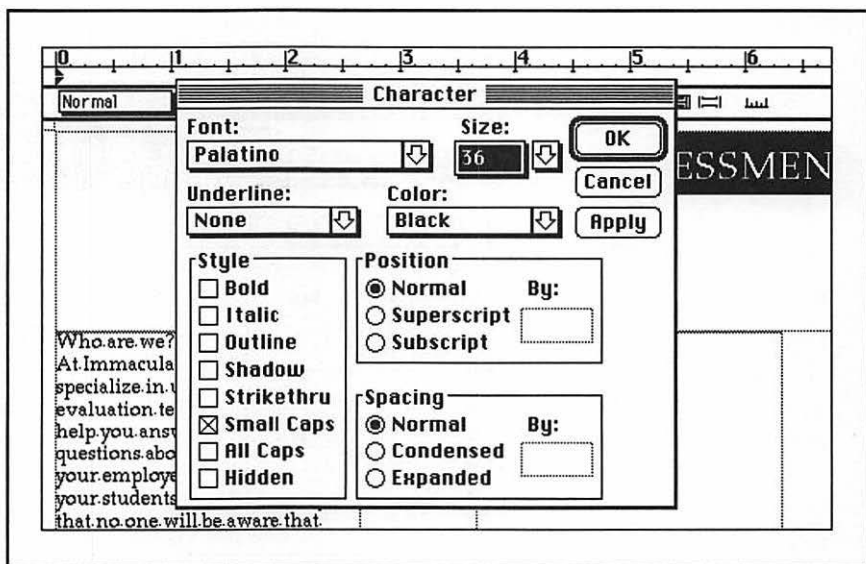 0 1 2 3 4 5 6
Normal
Character
Font: Size:
Palatino 36 OK
Cancel
Underline: Color:
None Black Apply
ESSMEN
Style
Bold
Italic
Outline
Shadow
Strikethru
Small Caps
All Caps
Hidden
Position
Normal By:
Superscript
Subscript
Spacing
Normal By:
Condensed
Expanded
Who are we?
At Immacula
specialize in
evaluation te
help you ans
questions abo
your employe
your students
that no one will be aware that